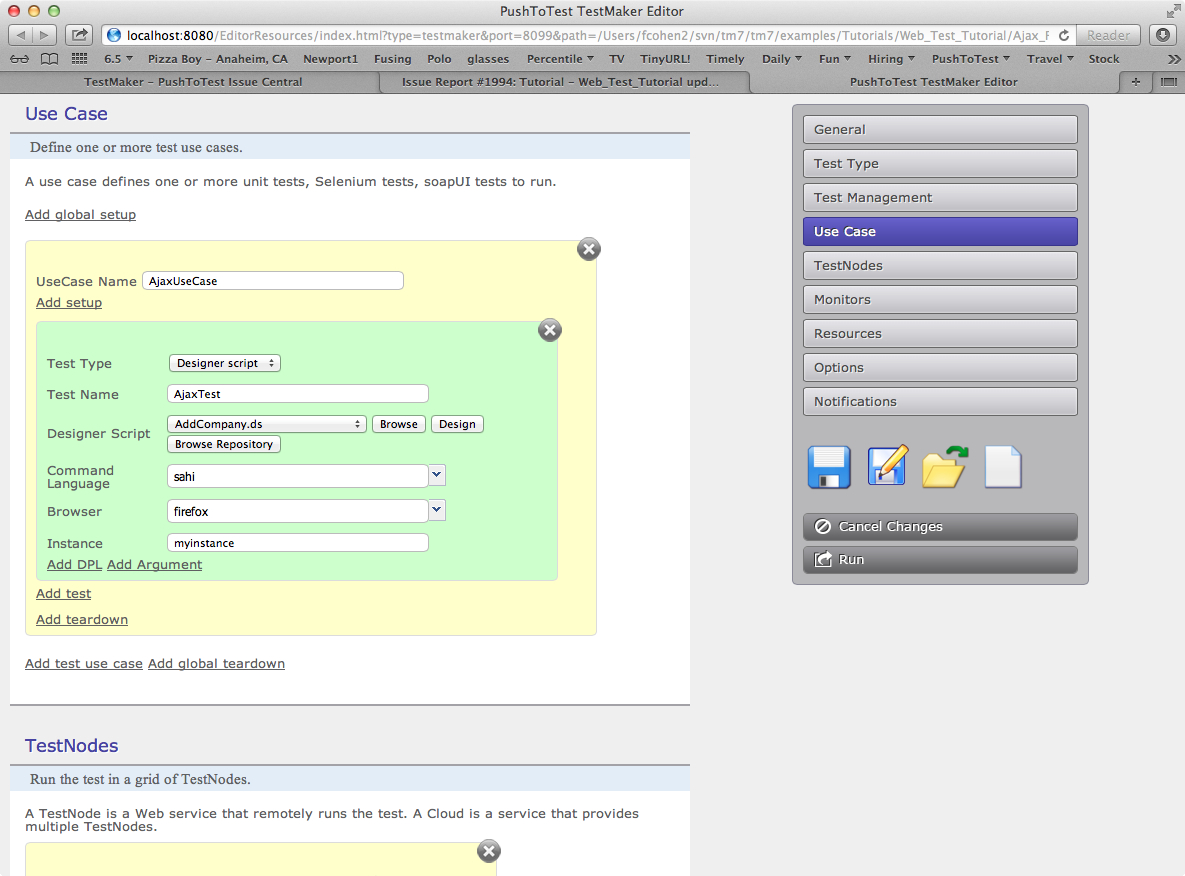 PushToTest TestMaker Editor
localhost:8080/EditorResources/index.html?type=testmaker&port=8099&path=/Users/fcohen2/svn/tm7/tm7/examples/Tutorials/Web_Test_Tutorial/Ajax_F
Reader
6.5 Pizza Boy – Anaheim, CA Newport1 Fusing Polo glasses Percentile TV TinyURL! Timely Daily Fun Hiring PushToTest Travel Stock
TestMaker – PushToTest Issue Central
Issue Report #1994: Tutorial – Web_Test_Tutorial upd...
PushToTest TestMaker Editor
Use Case
Define one or more test use cases.
A use case defines one or more unit tests, Selenium tests, soapUI tests to run.
Add global setup
UseCase Name AjaxUseCase
Add setup
Test Type Designer script
Test Name AjaxTest
Designer Script AddCompany.ds Browse Design
Browse Repository
Command
Language sahi
Browser firefox
Instance myinstance
Add DPL Add Argument
Add test
Add teardown
Add test use case Add global teardown
TestNodes
Run the test in a grid of TestNodes.
A TestNode is a Web service that remotely runs the test. A Cloud is a service that provides
multiple TestNodes.
General
Test Type
Test Management
Use Case
TestNodes
Monitors
Resources
Options
Notifications
Cancel Changes
Run